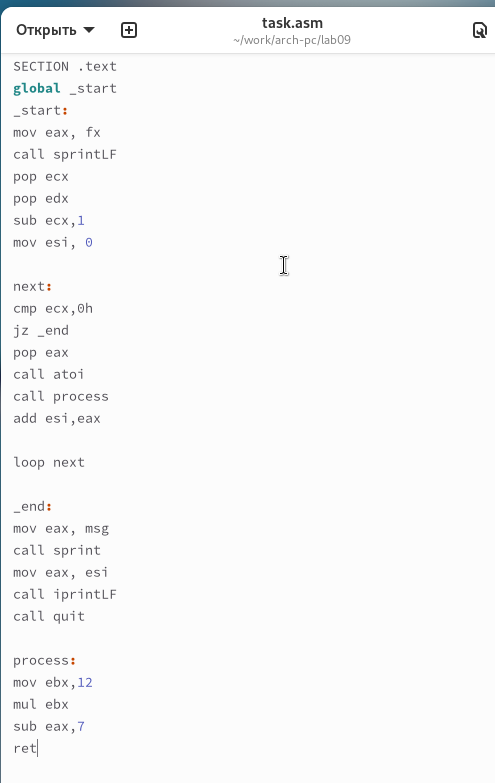 Открыть
task.asm
~/work/arch-pc/lab09
SECTION .text
global _start
_start:
mov eax, fx
call sprintLF
pop ecx
pop edx
sub ecx,1
mov esi, 0
next:
cmp ecx,0h
jz _end
pop eax
call atoi
call process
add esi,eax
loop next
_end:
mov eax, msg
call sprint
mov eax, esi
call iprintLF
call quit
process:
mov ebx,12
mul ebx
sub eax,7
ret